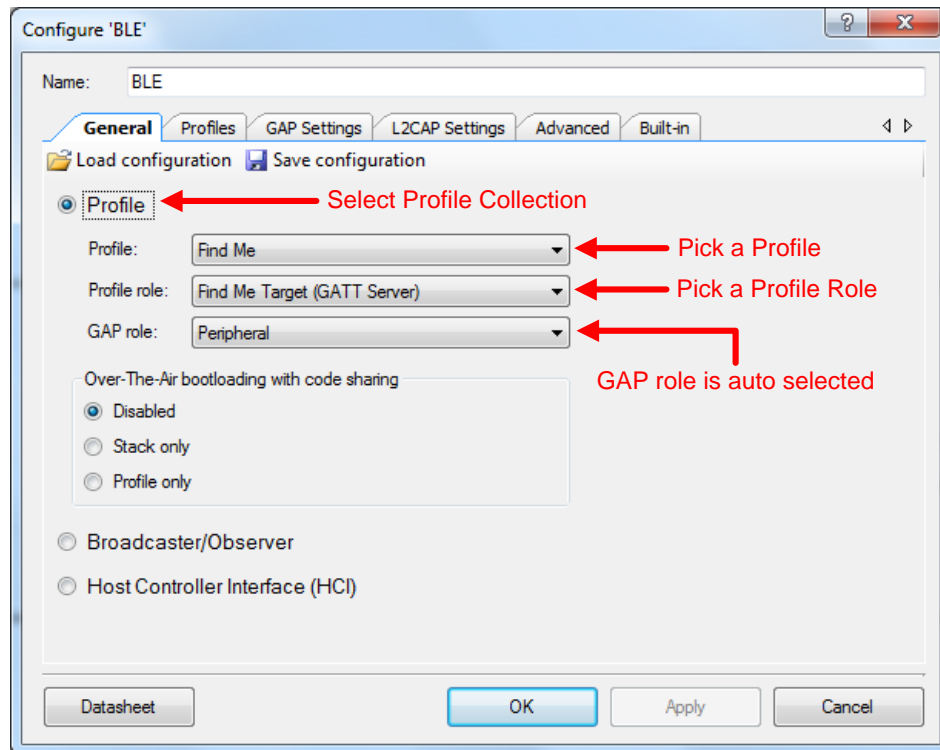 Configure 'BLE'
Name: BLE
General Profiles GAP Settings L2CAP Settings Advanced Built-in
Load configuration Save configuration
Profile Select Profile Collection
Profile: Find Me Pick a Profile
Profile role: Find Me Target (GATT Server) Pick a Profile Role
GAP role: Peripheral
GAP role is auto selected
Over-The-Air bootloading with code sharing
Disabled
Stack only
Profile only
Broadcaster/Observer
Host Controller Interface (HCI)
Datasheet OK Apply Cancel